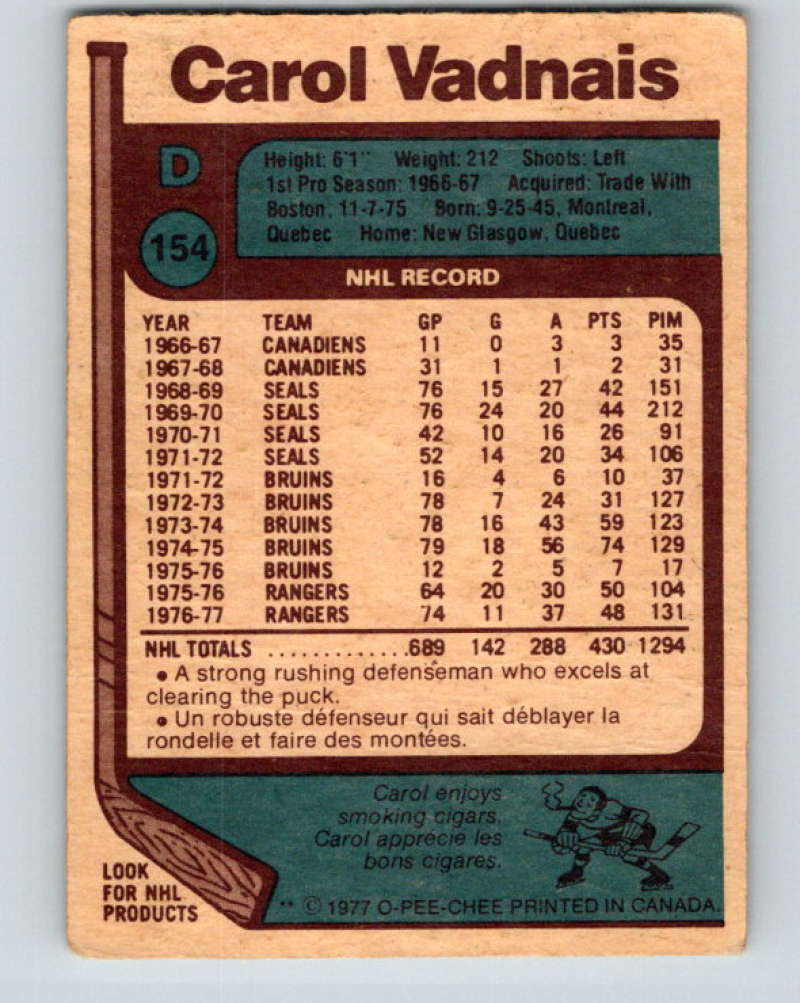 Carol Vadnais
D
154
Height: 6'1" Weight: 212 Shoots: Left
1st Pro Season: 1966-67 Acquired: Trade With
Boston, 11-7-75 Born: 9-25-45, Montreal,
Quebec Home: New Glasgow, Quebec
NHL RECORD
YEAR TEAM GP G A PTS PIM
1966-67 CANADIENS 11 0 3 3 35
1967-68 CANADIENS 31 1 1 2 31
1968-69 SEALS 76 15 27 42 151
1969-70 SEALS 76 24 20 44 212
1970-71 SEALS 42 10 16 26 91
1971-72 SEALS 52 14 20 34 106
1971-72 BRUINS 16 4 6 10 37
1972-73 BRUINS 78 7 24 31 127
1973-74 BRUINS 78 16 43 59 123
1974-75 BRUINS 79 18 56 74 129
1975-76 BRUINS 12 2 5 7 17
1975-76 RANGERS 64 20 30 50 104
1976-77 RANGERS 74 11 37 48 131
NHL TOTALS .............689 142 288 430 1294
• A strong rushing defenseman who excels at
clearing the puck.
• Un robuste défenseur qui sait déblayer la
rondelle et faire des montées.
Carol enjoys
smoking cigars.
Carol apprécie les
bons cigares.
LOOK
FOR NHL
PRODUCTS
** © 1977 O-PEE-CHEE PRINTED IN CANADA.